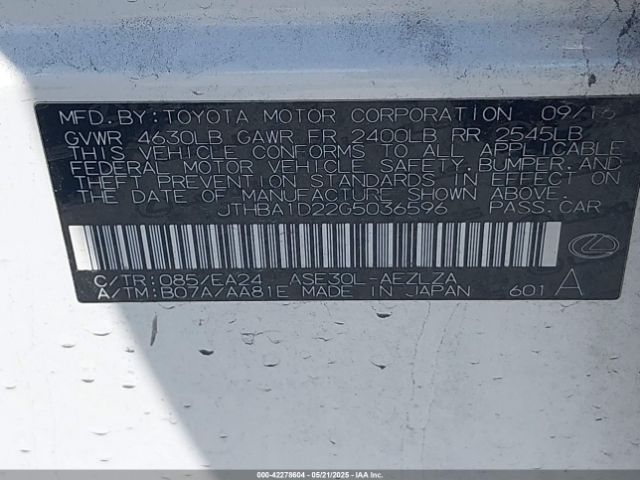 MFD. BY: TOYOTA MOTOR CORPORATION 09/15
GVWR 4630LB GAWR FR 2400LB RR 2545LB
THIS VEHICLE CONFORMS TO ALL APPLICABLE
FEDERAL MOTOR VEHICLE SAFETY, BUMPER, AND
THEFT PREVENTION STANDARDS IN EFFECT ON
THE DATE OF MANUFACTURE SHOWN ABOVE.
JTHBA1D22G5036596 PASS. CAR
C/TR: 085/EA24 ASE30L-AEZLZA
A/TM: B07A/AA81E MADE IN JAPAN 601 A
000-42278604 - 05/21/2025 - IAA Inc.